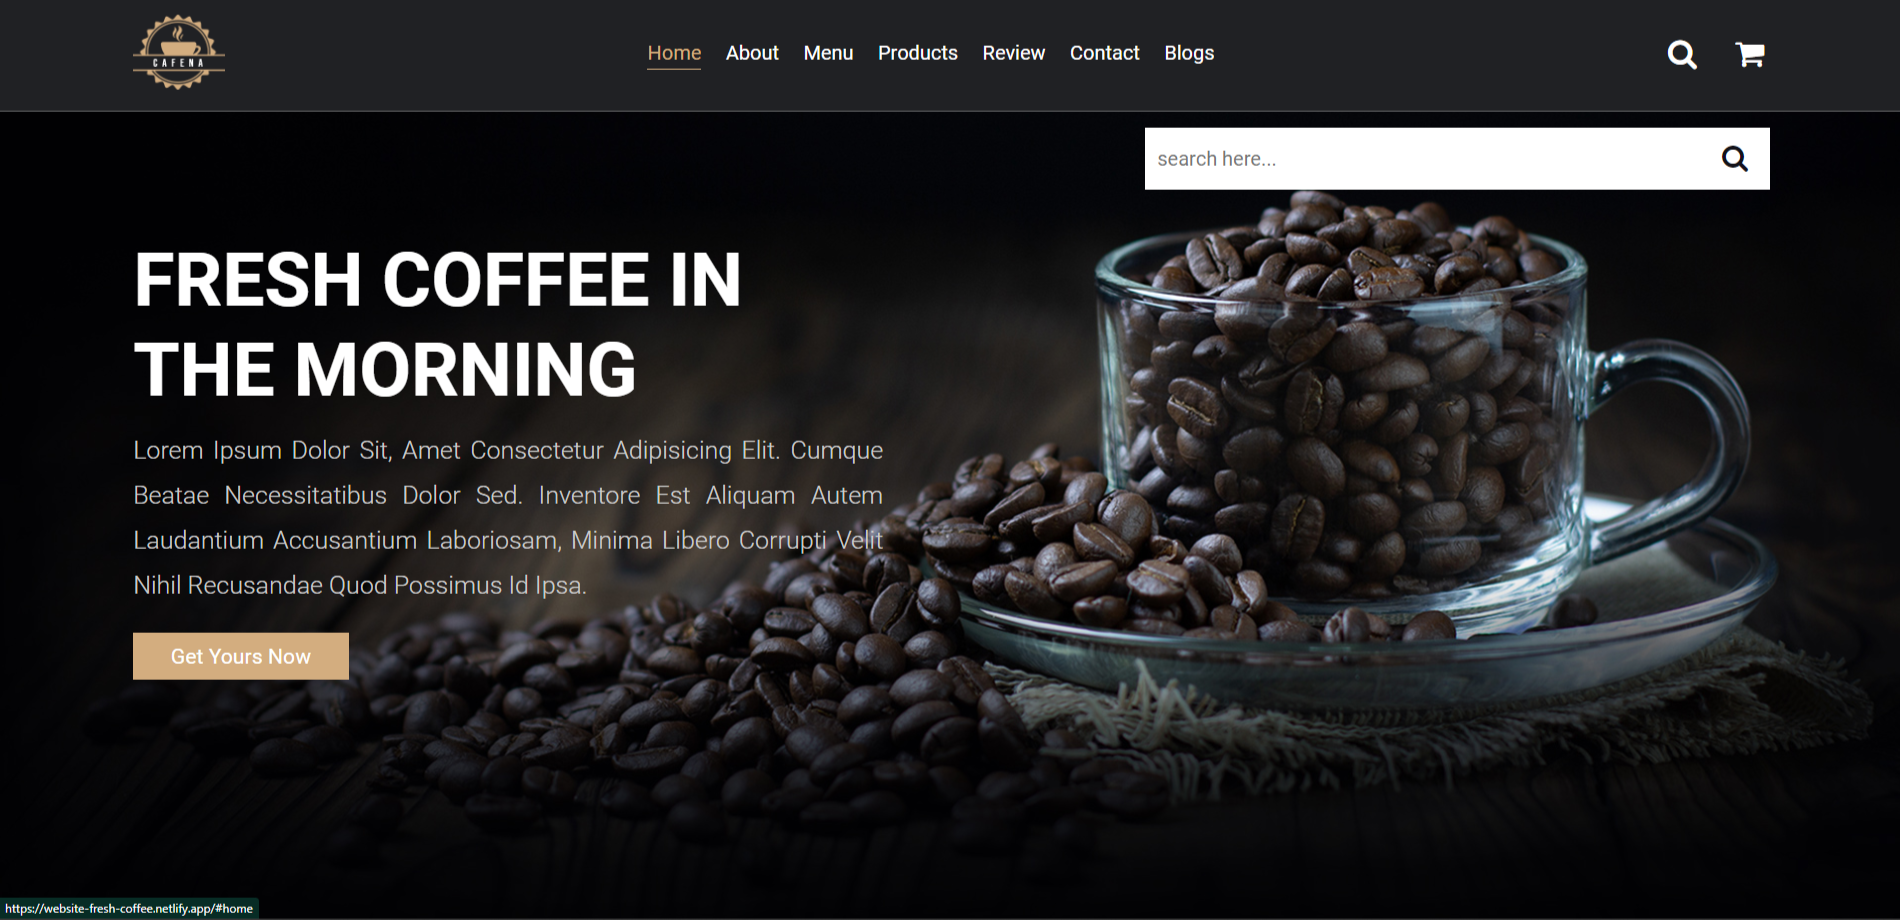 CAFENA
Home About Menu Products Review Contact Blogs
search here...
FRESH COFFEE IN
THE MORNING
Lorem Ipsum Dolor Sit, Amet Consectetur Adipisicing Elit. Cumque
Beatae Necessitatibus Dolor Sed. Inventore Est Aliquam Autem
Laudantium Accusantium Laboriosam, Minima Libero Corrupti Velit
Nihil Recusandae Quod Possimus Id Ipsa.
Get Yours Now
https://website-fresh-coffee.netlify.app/#home